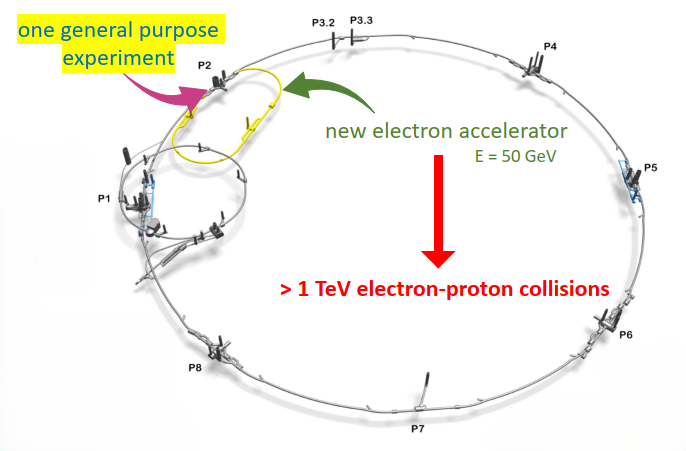 one general purpose
experiment
P3.2
P3.3
P2
P4
new electron accelerator
E = 50 GeV
P5
P1
> 1 TeV electron-proton collisions
P6
P8
P7